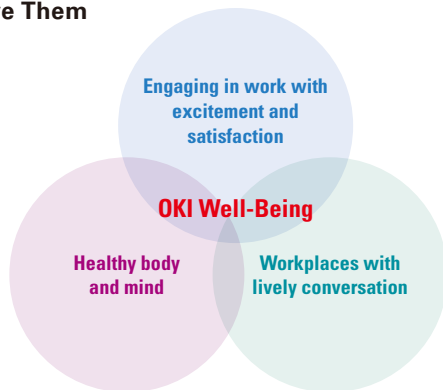 e Them
Engaging in work with
excitement and
satisfaction
OKI Well-Being
Healthy body
and mind
Workplaces with
lively conversation